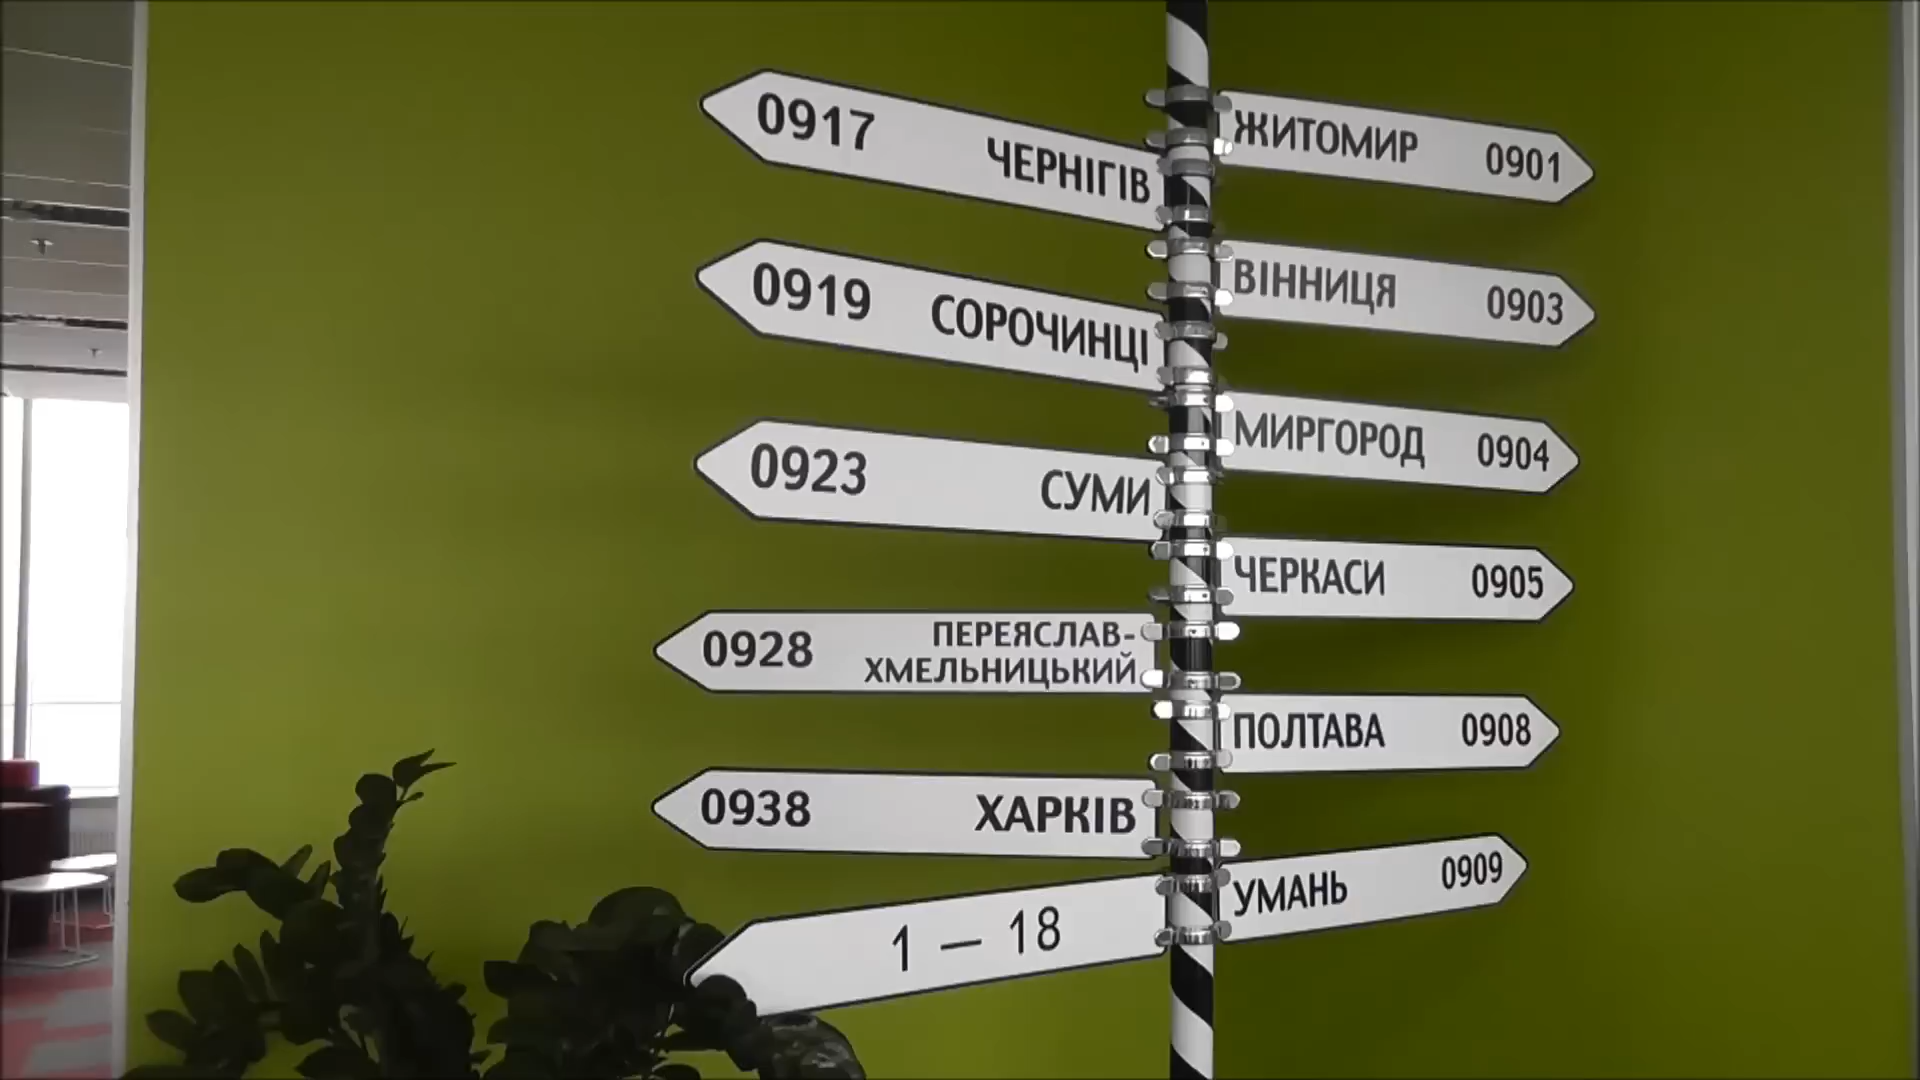 0917 ЧЕРНІГІВ
0919 СОРОЧИНЦІ
0923 СУМИ
0928 ПЕРЕЯСЛАВ-
ХМЕЛЬНИЦЬКИЙ
0938 ХАРКІВ
1 — 18
ЖИТОМИР 0901
ВІННИЦЯ 0903
МИРГОРОД 0904
ЧЕРКАСИ 0905
ПОЛТАВА 0908
УМАНЬ 0909